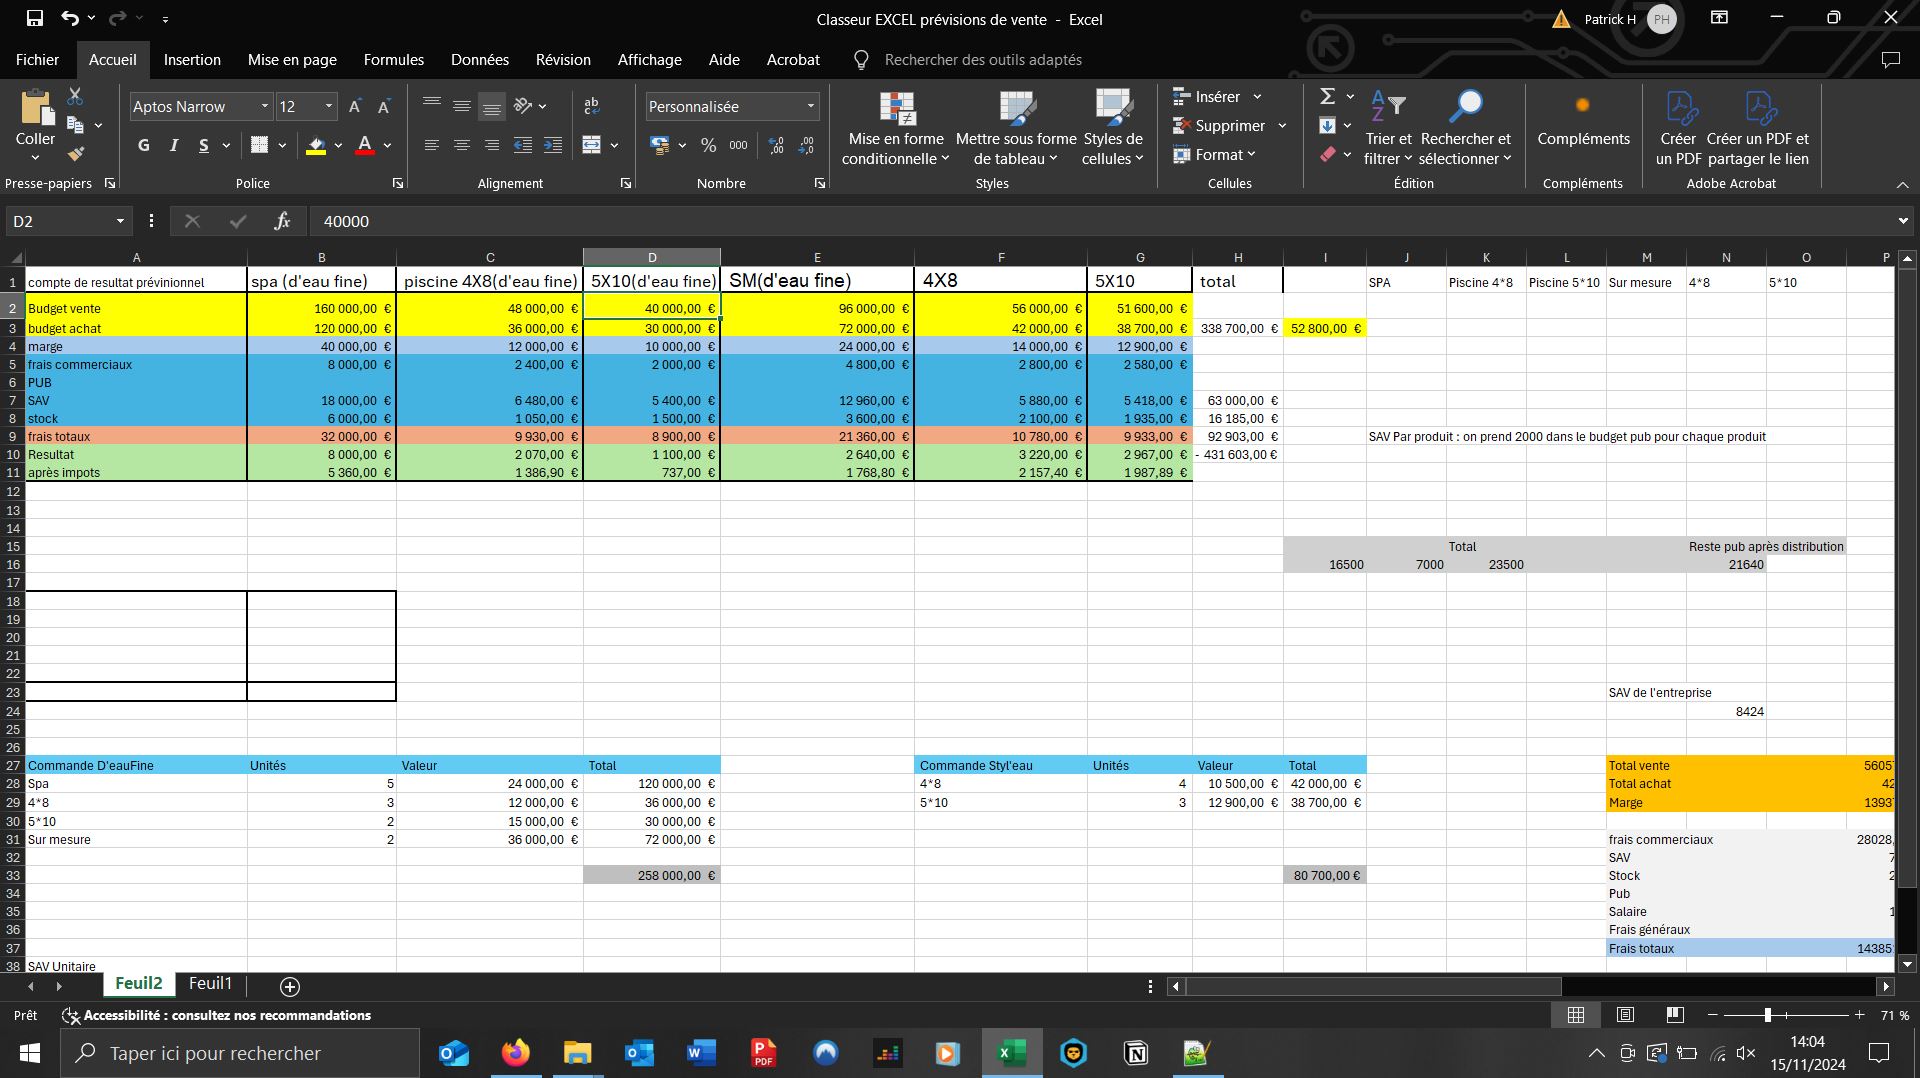 Classeur EXCEL prévisions de vente - Excel
Patrick H
PH
Fichier Accueil Insertion Mise en page Formules Données Révision Affichage Aide Acrobat Rechercher des outils adaptés
Coller
Presse-papiers
Aptos Narrow 12
G I S
Police
ab
Alignement
Personnalisée
% 000
Nombre
Mise en forme conditionnelle
Mettre sous forme de tableau
Styles de cellules
Styles
Insérer
Supprimer
Format
Cellules
Trier et filtrer
Rechercher et sélectionner
Édition
Compléments
Compléments
Créer un PDF
Créer un PDF et partager le lien
Adobe Acrobat
D2 fx 40000
A B C D E F G H I J K L M N O P
1 compte de resultat prévinionnel spa (d'eau fine) piscine 4X8(d'eau fine) 5X10(d'eau fine) SM(d'eau fine) 4X8 5X10 total SPA Piscine 4*8 Piscine 5*10 Sur mesure 4*8 5*10
2 Budget vente 160 000,00 € 48 000,00 € 40 000,00 € 96 000,00 € 56 000,00 € 51 600,00 €
3 budget achat 120 000,00 € 36 000,00 € 30 000,00 € 72 000,00 € 42 000,00 € 38 700,00 € 338 700,00 € 52 800,00 €
4 marge 40 000,00 € 12 000,00 € 10 000,00 € 24 000,00 € 14 000,00 € 12 900,00 €
5 frais commerciaux 8 000,00 € 2 400,00 € 2 000,00 € 4 800,00 € 2 800,00 € 2 580,00 €
6 PUB
7 SAV 18 000,00 € 6 480,00 € 5 400,00 € 12 960,00 € 5 880,00 € 5 418,00 € 63 000,00 €
8 stock 6 000,00 € 1 050,00 € 1 500,00 € 3 600,00 € 2 100,00 € 1 935,00 € 16 185,00 €
9 frais totaux 32 000,00 € 9 930,00 € 8 900,00 € 21 360,00 € 10 780,00 € 9 933,00 € 92 903,00 € SAV Par produit : on prend 2000 dans le budget pub pour chaque produit
10 Resultat 8 000,00 € 2 070,00 € 1 100,00 € 2 640,00 € 3 220,00 € 2 967,00 € - 431 603,00 €
11 après impots 5 360,00 € 1 386,90 € 737,00 € 1 768,80 € 2 157,40 € 1 987,89 €
12
13
14
15 Total Reste pub après distribution
16 16500 7000 23500 21640
17
18
19
20
21
22
23 SAV de l'entreprise
24 8424
25
26
27 Commande D'eauFine Unités Valeur Total Commande Styl'eau Unités Valeur Total Total vente 5605
28 Spa 5 24 000,00 € 120 000,00 € 4*8 4 10 500,00 € 42 000,00 € Total achat 42
29 4*8 3 12 000,00 € 36 000,00 € 5*10 3 12 900,00 € 38 700,00 € Marge 1393
30 5*10 2 15 000,00 € 30 000,00 €
31 Sur mesure 2 36 000,00 € 72 000,00 € frais commerciaux 28028,
32 SAV
33 258 000,00 € 80 700,00 € Stock
34 Pub
35 Salaire
36 Frais généraux
37 Frais totaux 14385
38 SAV Unitaire
Feuil2 Feuil1
Prêt Accessibilité : consultez nos recommandations 71 %
Taper ici pour rechercher
PDF
14:04
15/11/2024